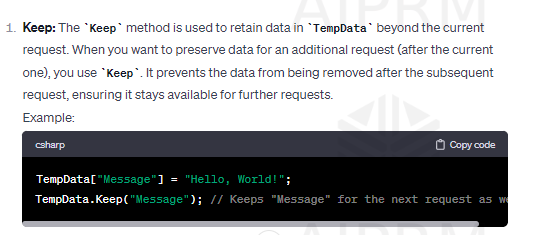 1. Keep: The `Keep` method is used to retain data in `TempData` beyond the current
request. When you want to preserve data for an additional request (after the current
one), you use `Keep`. It prevents the data from being removed after the subsequent
request, ensuring it stays available for further requests.
Example:
csharp Copy code
TempData["Message"] = "Hello, World!";
TempData.Keep("Message"); // Keeps "Message" for the next request as
AIPRM
AIPRM